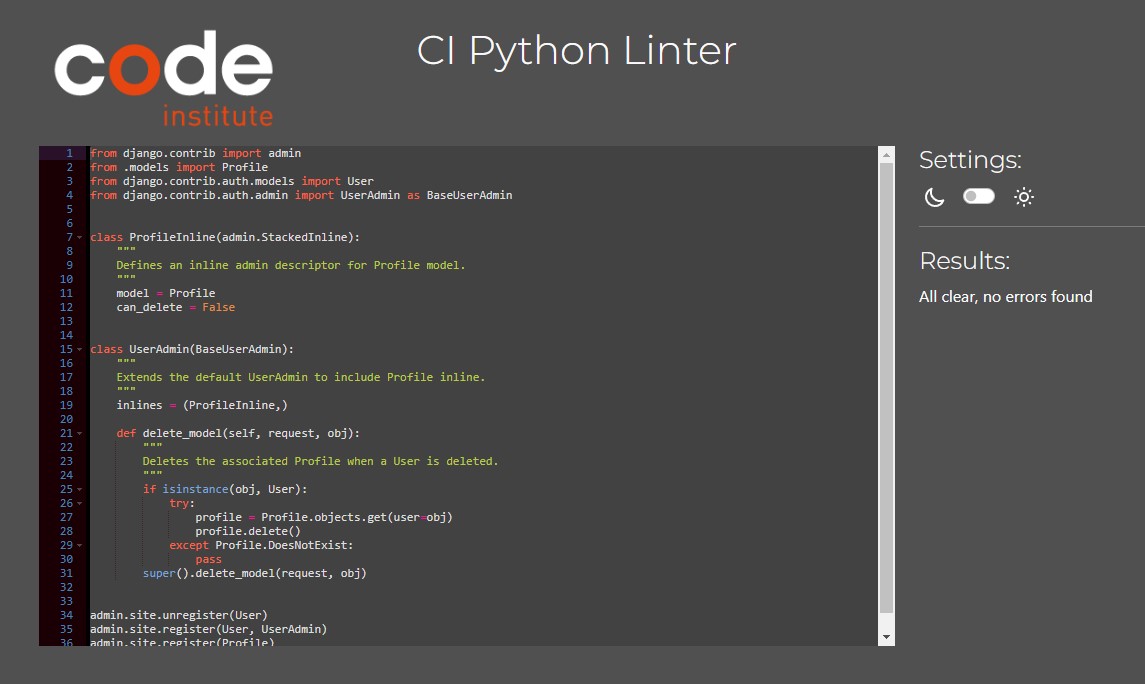 code
institute
CI Python Linter
1 from django.contrib import admin
2 from .models import Profile
3 from django.contrib.auth.models import User
4 from django.contrib.auth.admin import UserAdmin as BaseUserAdmin
5
6
7 class ProfileInline(admin.StackedInline):
8     """
9     Defines an inline admin descriptor for Profile model.
10     """
11     model = Profile
12     can_delete = False
13
14
15 class UserAdmin(BaseUserAdmin):
16     """
17     Extends the default UserAdmin to include Profile inline.
18     """
19     inlines = (ProfileInline,)
20
21     def delete_model(self, request, obj):
22         """
23         Deletes the associated Profile when a User is deleted.
24         """
25         if isinstance(obj, User):
26             try:
27                 profile = Profile.objects.get(user=obj)
28                 profile.delete()
29             except Profile.DoesNotExist:
30                 pass
31         super().delete_model(request, obj)
32
33
34 admin.site.unregister(User)
35 admin.site.register(User, UserAdmin)
36 admin.site.register(Profile)
Settings:
Results:
All clear, no errors found